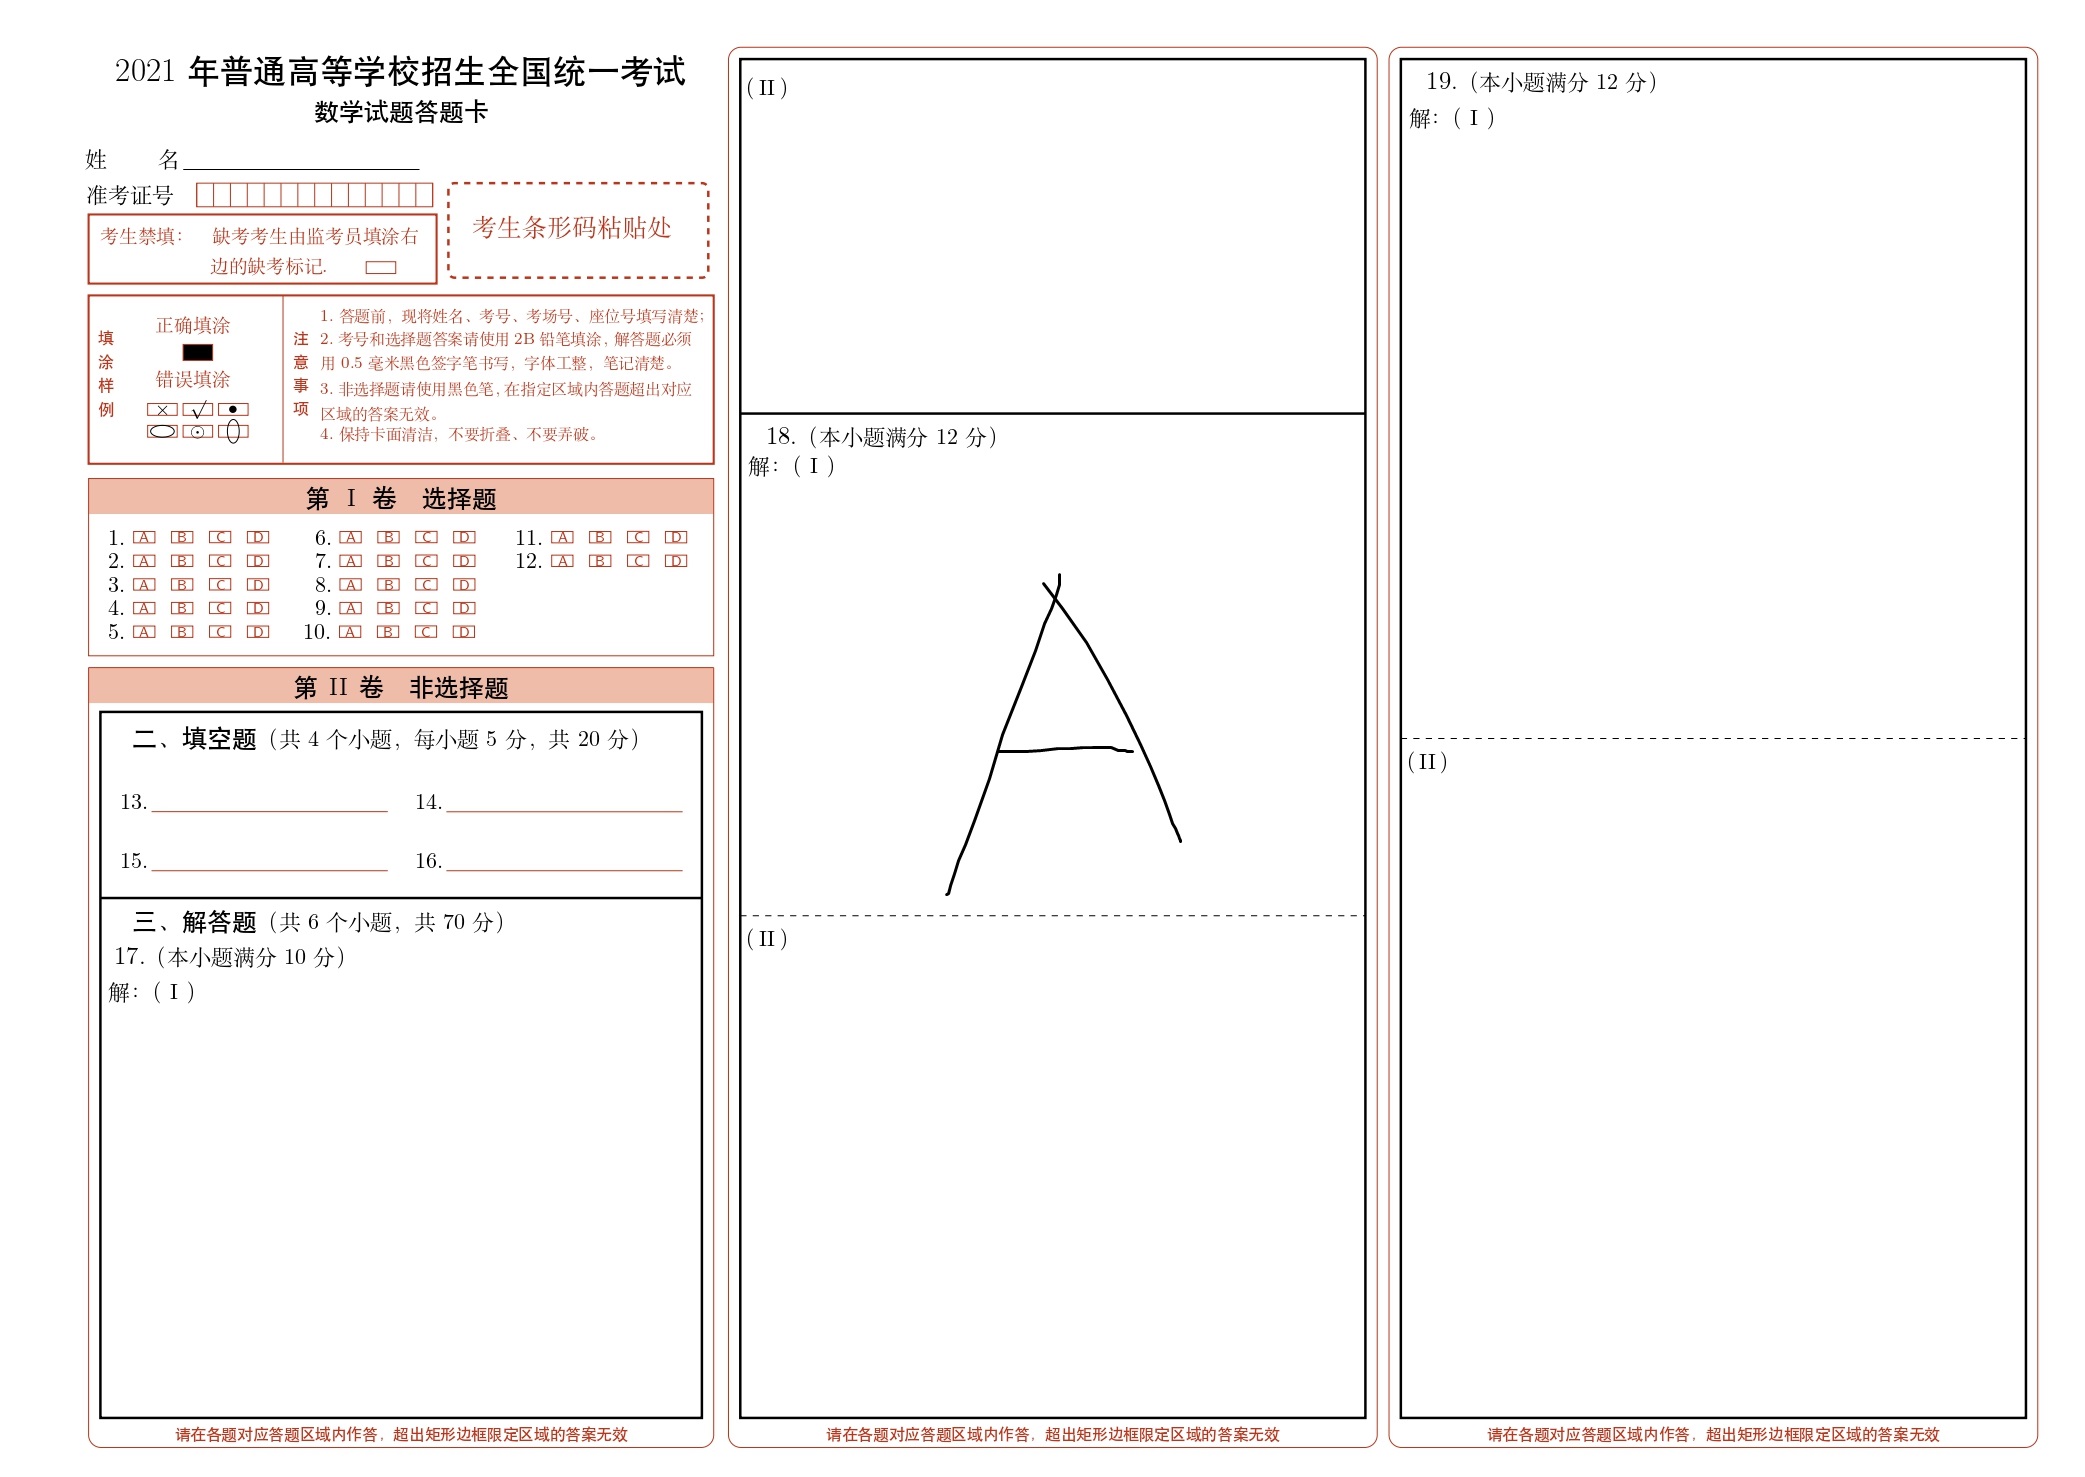 2021 年普通高等学校招生全国统一考试
数学试题答题卡
姓 名
准考证号
考生禁填： 缺考考生由监考员填涂右
边的缺考标记.
考生条形码粘贴处
填涂样例
正确填涂
错误填涂
注意事项
1. 答题前，现将姓名、考号、考场号、座位号填写清楚；
2. 考号和选择题答案请使用 2B 铅笔填涂，解答题必须
用 0.5 毫米黑色签字笔书写，字体工整，笔记清楚。
3. 非选择题请使用黑色笔，在指定区域内答题超出对应
区域的答案无效。
4. 保持卡面清洁，不要折叠、不要弄破。
第 I 卷 选择题
1. A B C D 6. A B C D 11. A B C D
2. A B C D 7. A B C D 12. A B C D
3. A B C D 8. A B C D
4. A B C D 9. A B C D
5. A B C D 10. A B C D
第 II 卷 非选择题
二、填空题（共 4 个小题，每小题 5 分，共 20 分）
13. 14.
15. 16.
三、解答题（共 6 个小题，共 70 分）
17.（本小题满分 10 分）
解：（ I ）
请在各题对应答题区域内作答，超出矩形边框限定区域的答案无效
（II）
18.（本小题满分 12 分）
解：（ I ）
A
（II）
请在各题对应答题区域内作答，超出矩形边框限定区域的答案无效
19.（本小题满分 12 分）
解：（ I ）
（II）
请在各题对应答题区域内作答，超出矩形边框限定区域的答案无效